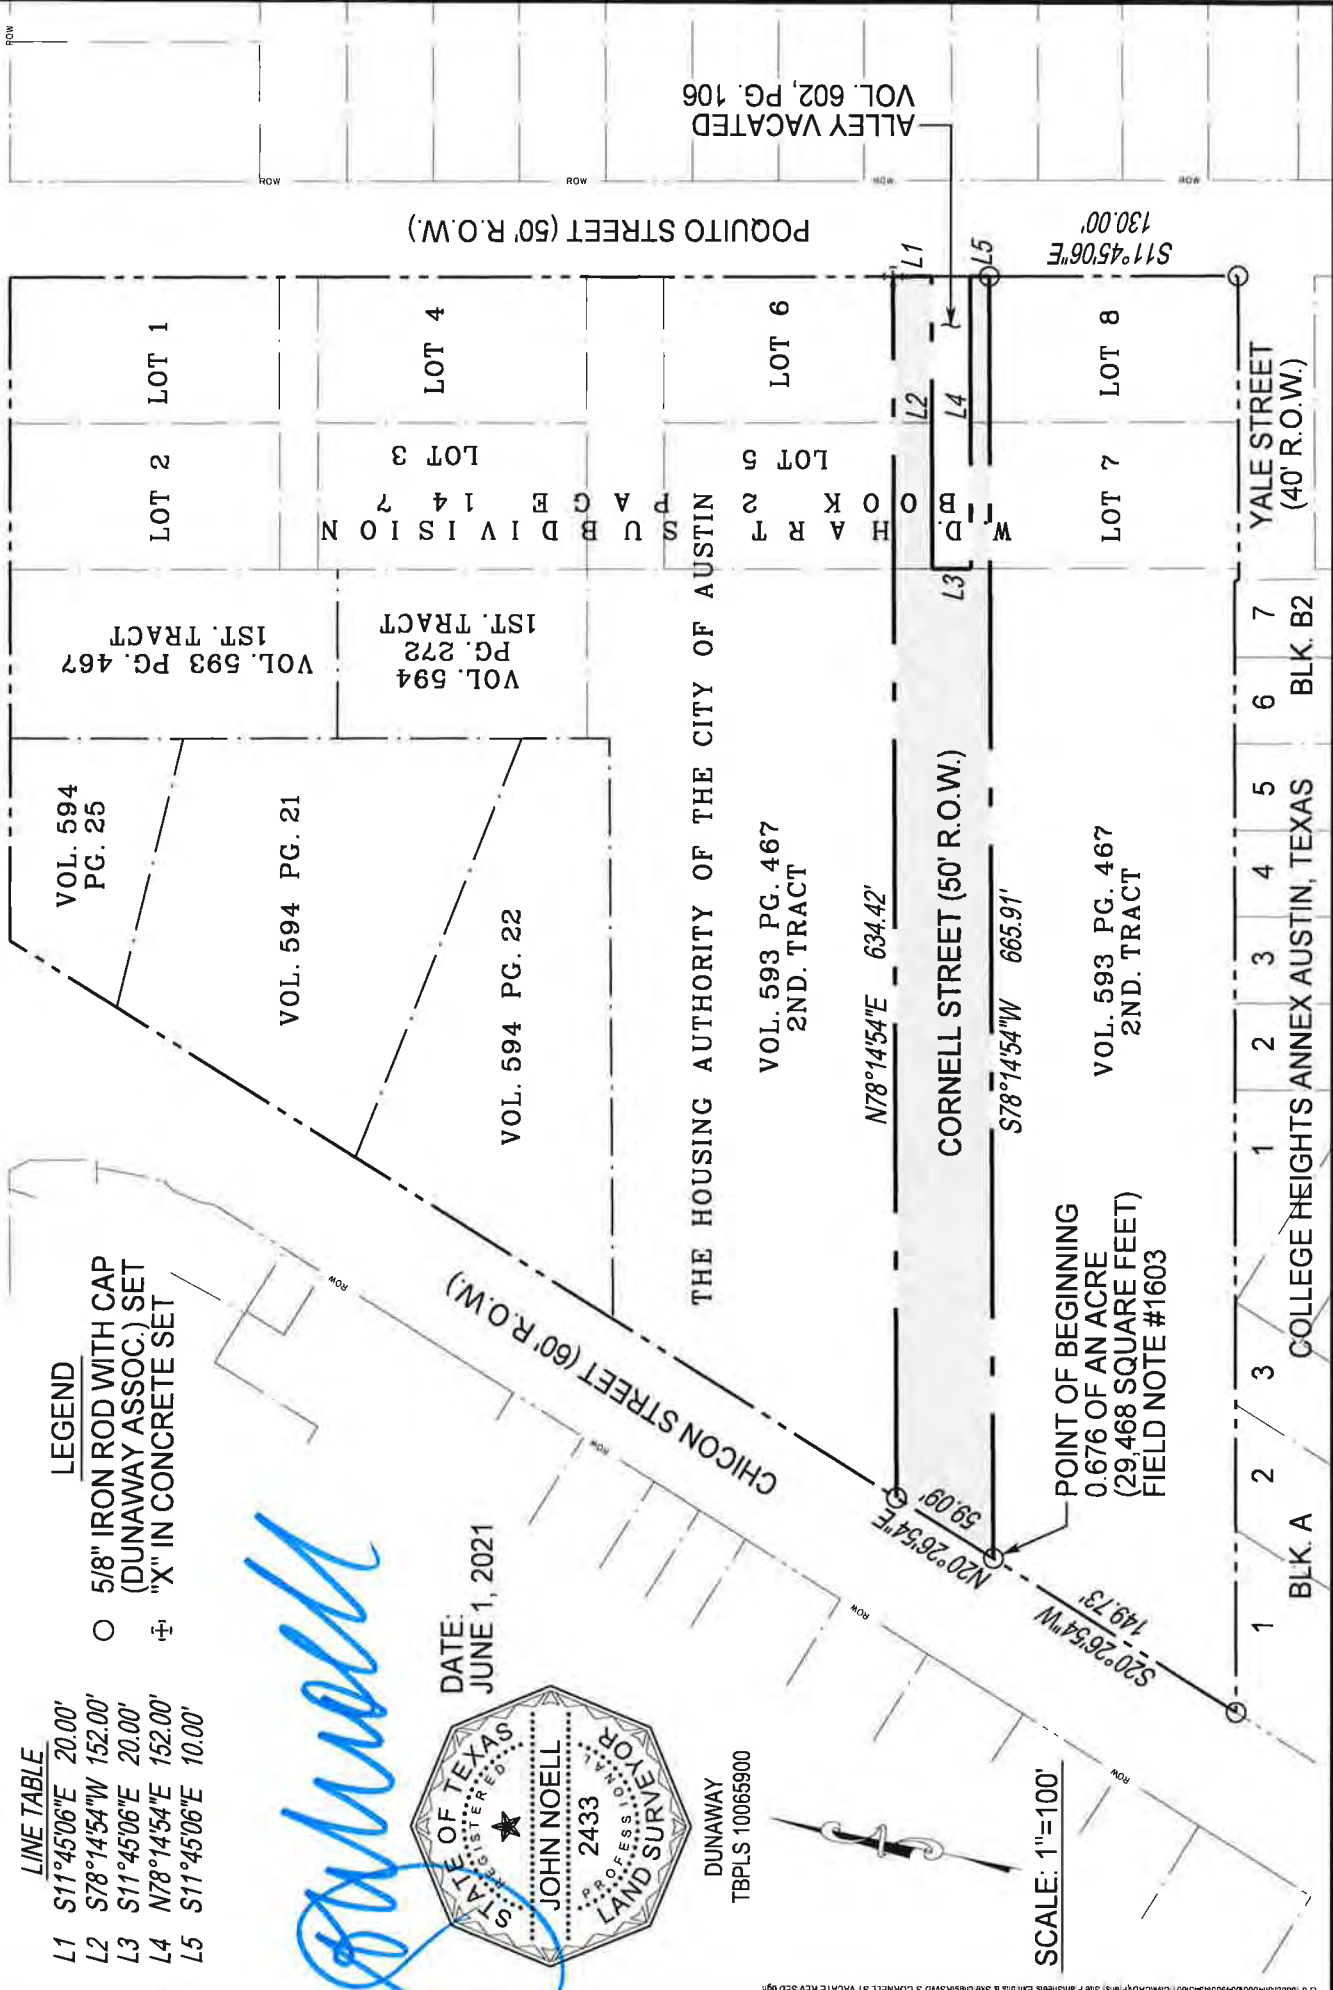 LINE TABLE
L1 S11°45'06"E 20.00'
L2 S78°14'54"W 152.00'
L3 S11°45'06"E 20.00'
L4 N78°14'54"E 152.00'
L5 S11°45'06"E 10.00'
LEGEND
5/8" IRON ROD WITH CAP
(DUNAWAY ASSOC.) SET
"X" IN CONCRETE SET
DATE:
JUNE 1, 2021
STATE OF TEXAS
REGISTERED
JOHN NOELL
2433
PROFESSIONAL
LAND SURVEYOR
DUNAWAY
TBPLS 10065900
SCALE: 1"=100'
VOL. 594
PG. 25
VOL. 594 PG. 21
VOL. 594 PG. 22
VOL. 593 PG. 467
1ST. TRACT
VOL. 594
PG. 272
1ST. TRACT
LOT 2
LOT 1
LOT 3
LOT 4
LOT 5
LOT 6
LOT 7
LOT 8
W. D. HART SUBDIVISION
BOOK 2 PAGE 147
THE HOUSING AUTHORITY OF THE CITY OF AUSTIN
VOL. 593 PG. 467
2ND. TRACT
N78°14'54"E 634.42'
CORNELL STREET (50' R.O.W.)
S78°14'54"W 665.91'
VOL. 593 PG. 467
2ND. TRACT
L1
L2
L3
L4
L5
CHICON STREET (60' R.O.W.)
N20°26'54"E
59.09'
S20°26'54"W
149.73'
POINT OF BEGINNING
0.676 OF AN ACRE
(29,468 SQUARE FEET)
FIELD NOTE #1603
POQUITO STREET (50' R.O.W.)
ALLEY VACATED
VOL. 602, PG. 106
S11°45'06"E
130.00'
YALE STREET
(40' R.O.W.)
1 2 3 1 2 3 4 5 6 7
BLK. A
COLLEGE HEIGHTS ANNEX AUSTIN, TEXAS
BLK. B2
ROW
ROW
ROW
ROW
ROW
ROW
ROW
ROW
ROW